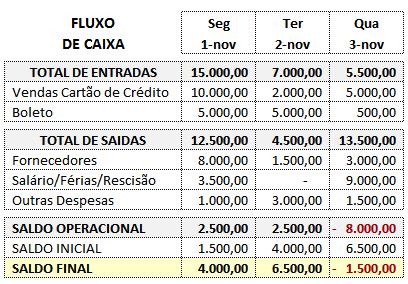 FLUXO Seg Ter Qua
DE CAIXA 1-nov 2-nov 3-nov
TOTAL DE ENTRADAS 15.000,00 7.000,00 5.500,00
Vendas Cartão de Crédito 10.000,00 2.000,00 5.000,00
Boleto 5.000,00 5.000,00 500,00
TOTAL DE SAIDAS 12.500,00 4.500,00 13.500,00
Fornecedores 8.000,00 1.500,00 3.000,00
Salário/Férias/Rescisão 3.500,00 - 9.000,00
Outras Despesas 1.000,00 3.000,00 1.500,00
SALDO OPERACIONAL 2.500,00 2.500,00 - 8.000,00
SALDO INICIAL 1.500,00 4.000,00 6.500,00
SALDO FINAL 4.000,00 6.500,00 - 1.500,00